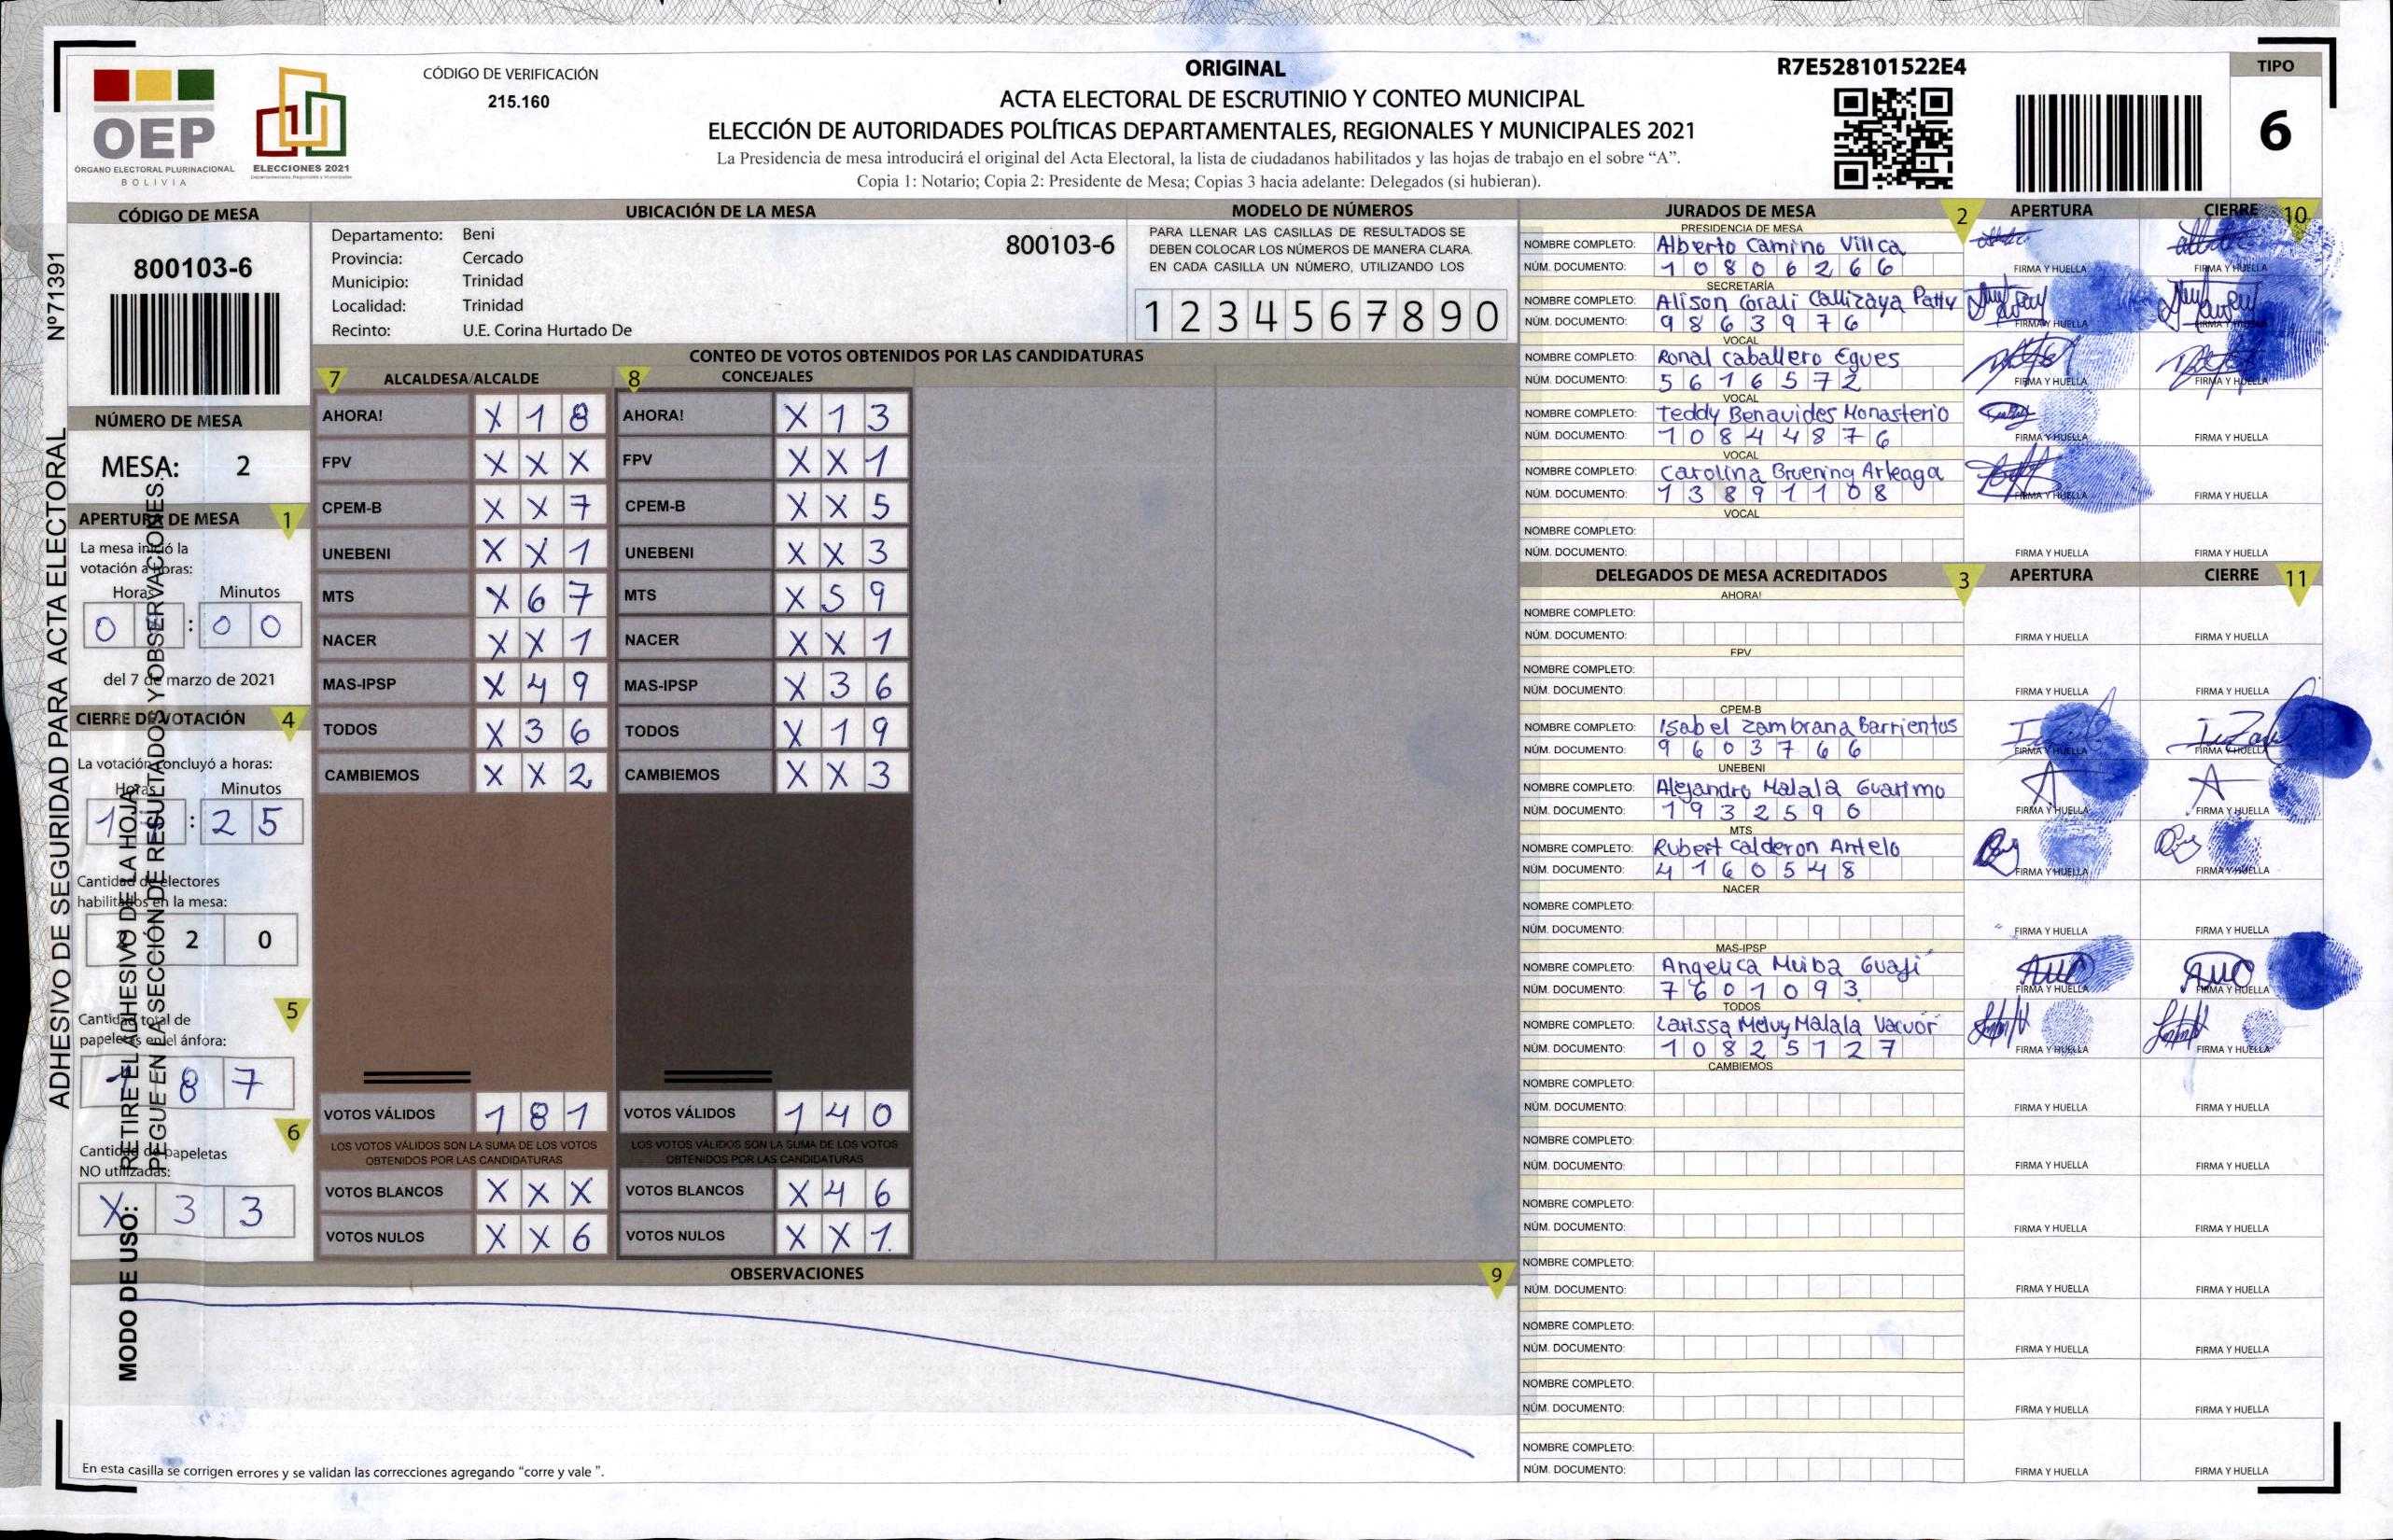 ORIGINAL
R7E528101522E4
TIPO
6
OEP
ÓRGANO ELECTORAL PLURINACIONAL
BOLIVIA
ELECCIONES 2021
CÓDIGO DE VERIFICACIÓN
215.160
ACTA ELECTORAL DE ESCRUTINIO Y CONTEO MUNICIPAL
ELECCIÓN DE AUTORIDADES POLÍTICAS DEPARTAMENTALES, REGIONALES Y MUNICIPALES 2021
La Presidencia de mesa introducirá el original del Acta Electoral, la lista de ciudadanos habilitados y las hojas de trabajo en el sobre “A”.
Copia 1: Notario; Copia 2: Presidente de Mesa; Copias 3 hacia adelante: Delegados (si hubieran).
ADHESIVO DE SEGURIDAD PARA ACTA ELECTORAL Nº71391
MODO DE USO: RETIRE EL ADHESIVO DE LA HOJA,
PEGUE EN LA SECCIÓN DE RESULTADOS Y OBSERVACIONES.
CÓDIGO DE MESA
800103-6
NÚMERO DE MESA
MESA: 2
APERTURA DE MESA 1
La mesa inició la
votación a horas:
Horas Minutos
0 : 0 0
del 7 de marzo de 2021
CIERRE DE VOTACIÓN 4
La votación concluyó a horas:
Horas Minutos
1 : 2 5
Cantidad de electores
habilitados en la mesa:
2 2 0
5
Cantidad total de
papeletas en el ánfora:
1 8 7
6
Cantidad de papeletas
NO utilizadas:
X 3 3
UBICACIÓN DE LA MESA
Departamento: Beni
800103-6
Provincia: Cercado
Municipio: Trinidad
Localidad: Trinidad
Recinto: U.E. Corina Hurtado De
MODELO DE NÚMEROS
PARA LLENAR LAS CASILLAS DE RESULTADOS SE
DEBEN COLOCAR LOS NÚMEROS DE MANERA CLARA.
EN CADA CASILLA UN NÚMERO, UTILIZANDO LOS
1 2 3 4 5 6 7 8 9 0
CONTEO DE VOTOS OBTENIDOS POR LAS CANDIDATURAS
7 ALCALDESA/ALCALDE 8 CONCEJALES
AHORA! X 1 8 AHORA! X 1 3
FPV X X X FPV X X 1
CPEM-B X X 7 CPEM-B X X 5
UNEBENI X X 1 UNEBENI X X 3
MTS X 6 7 MTS X 5 9
NACER X X 1 NACER X X 1
MAS-IPSP X 4 9 MAS-IPSP X 3 6
TODOS X 3 6 TODOS X 1 9
CAMBIEMOS X X 2 CAMBIEMOS X X 3
VOTOS VÁLIDOS 1 8 1 VOTOS VÁLIDOS 1 4 0
LOS VOTOS VÁLIDOS SON LA SUMA DE LOS VOTOS LOS VOTOS VÁLIDOS SON LA SUMA DE LOS VOTOS
OBTENIDOS POR LAS CANDIDATURAS OBTENIDOS POR LAS CANDIDATURAS
VOTOS BLANCOS X X X VOTOS BLANCOS X 4 6
VOTOS NULOS X X 6 VOTOS NULOS X X 1
OBSERVACIONES 9
En esta casilla se corrigen errores y se validan las correcciones agregando “corre y vale ”.
JURADOS DE MESA 2 APERTURA CIERRE 10
PRESIDENCIA DE MESA
NOMBRE COMPLETO: Alberto Camino Villca
NÚM. DOCUMENTO: 1 0 8 0 6 2 6 6 FIRMA Y HUELLA FIRMA Y HUELLA
SECRETARÍA
NOMBRE COMPLETO: Alison Corali Callizaya Patty
NÚM. DOCUMENTO: 9 8 6 3 9 7 6 FIRMA Y HUELLA FIRMA Y HUELLA
VOCAL
NOMBRE COMPLETO: Ronal Caballero Egues
NÚM. DOCUMENTO: 5 6 1 6 5 7 2 FIRMA Y HUELLA FIRMA Y HUELLA
VOCAL
NOMBRE COMPLETO: Teddy Benavides Monasterio
NÚM. DOCUMENTO: 1 0 8 4 4 8 7 6 FIRMA Y HUELLA FIRMA Y HUELLA
VOCAL
NOMBRE COMPLETO: Carolina Bruening Arteaga
NÚM. DOCUMENTO: 1 3 8 9 1 1 0 8 FIRMA Y HUELLA FIRMA Y HUELLA
VOCAL
NOMBRE COMPLETO:
NÚM. DOCUMENTO: FIRMA Y HUELLA FIRMA Y HUELLA
DELEGADOS DE MESA ACREDITADOS 3 APERTURA CIERRE 11
AHORA!
NOMBRE COMPLETO:
NÚM. DOCUMENTO: FIRMA Y HUELLA FIRMA Y HUELLA
FPV
NOMBRE COMPLETO:
NÚM. DOCUMENTO: FIRMA Y HUELLA FIRMA Y HUELLA
CPEM-B
NOMBRE COMPLETO: Isabel Zambrana Barrientos
NÚM. DOCUMENTO: 9 6 0 3 7 6 6 FIRMA Y HUELLA FIRMA Y HUELLA
UNEBENI
NOMBRE COMPLETO: Alejandro Malala Guarimo
NÚM. DOCUMENTO: 1 9 3 2 5 9 0 FIRMA Y HUELLA FIRMA Y HUELLA
MTS
NOMBRE COMPLETO: Rubert Calderon Antelo
NÚM. DOCUMENTO: 4 1 6 0 5 4 8 FIRMA Y HUELLA FIRMA Y HUELLA
NACER
NOMBRE COMPLETO:
NÚM. DOCUMENTO: FIRMA Y HUELLA FIRMA Y HUELLA
MAS-IPSP
NOMBRE COMPLETO: Angelica Muiba Guaji
NÚM. DOCUMENTO: 7 6 0 1 0 9 3 FIRMA Y HUELLA FIRMA Y HUELLA
TODOS
NOMBRE COMPLETO: Larissa Melvy Malala
NÚM. DOCUMENTO: 1 0 8 2 5 1 2 7 FIRMA Y HUELLA FIRMA Y HUELLA
CAMBIEMOS
NOMBRE COMPLETO:
NÚM. DOCUMENTO: FIRMA Y HUELLA FIRMA Y HUELLA
NOMBRE COMPLETO:
NÚM. DOCUMENTO: FIRMA Y HUELLA FIRMA Y HUELLA
NOMBRE COMPLETO:
NÚM. DOCUMENTO: FIRMA Y HUELLA FIRMA Y HUELLA
NOMBRE COMPLETO:
NÚM. DOCUMENTO: FIRMA Y HUELLA FIRMA Y HUELLA
NOMBRE COMPLETO:
NÚM. DOCUMENTO: FIRMA Y HUELLA FIRMA Y HUELLA
NOMBRE COMPLETO:
NÚM. DOCUMENTO: FIRMA Y HUELLA FIRMA Y HUELLA
NOMBRE COMPLETO:
NÚM. DOCUMENTO: FIRMA Y HUELLA FIRMA Y HUELLA